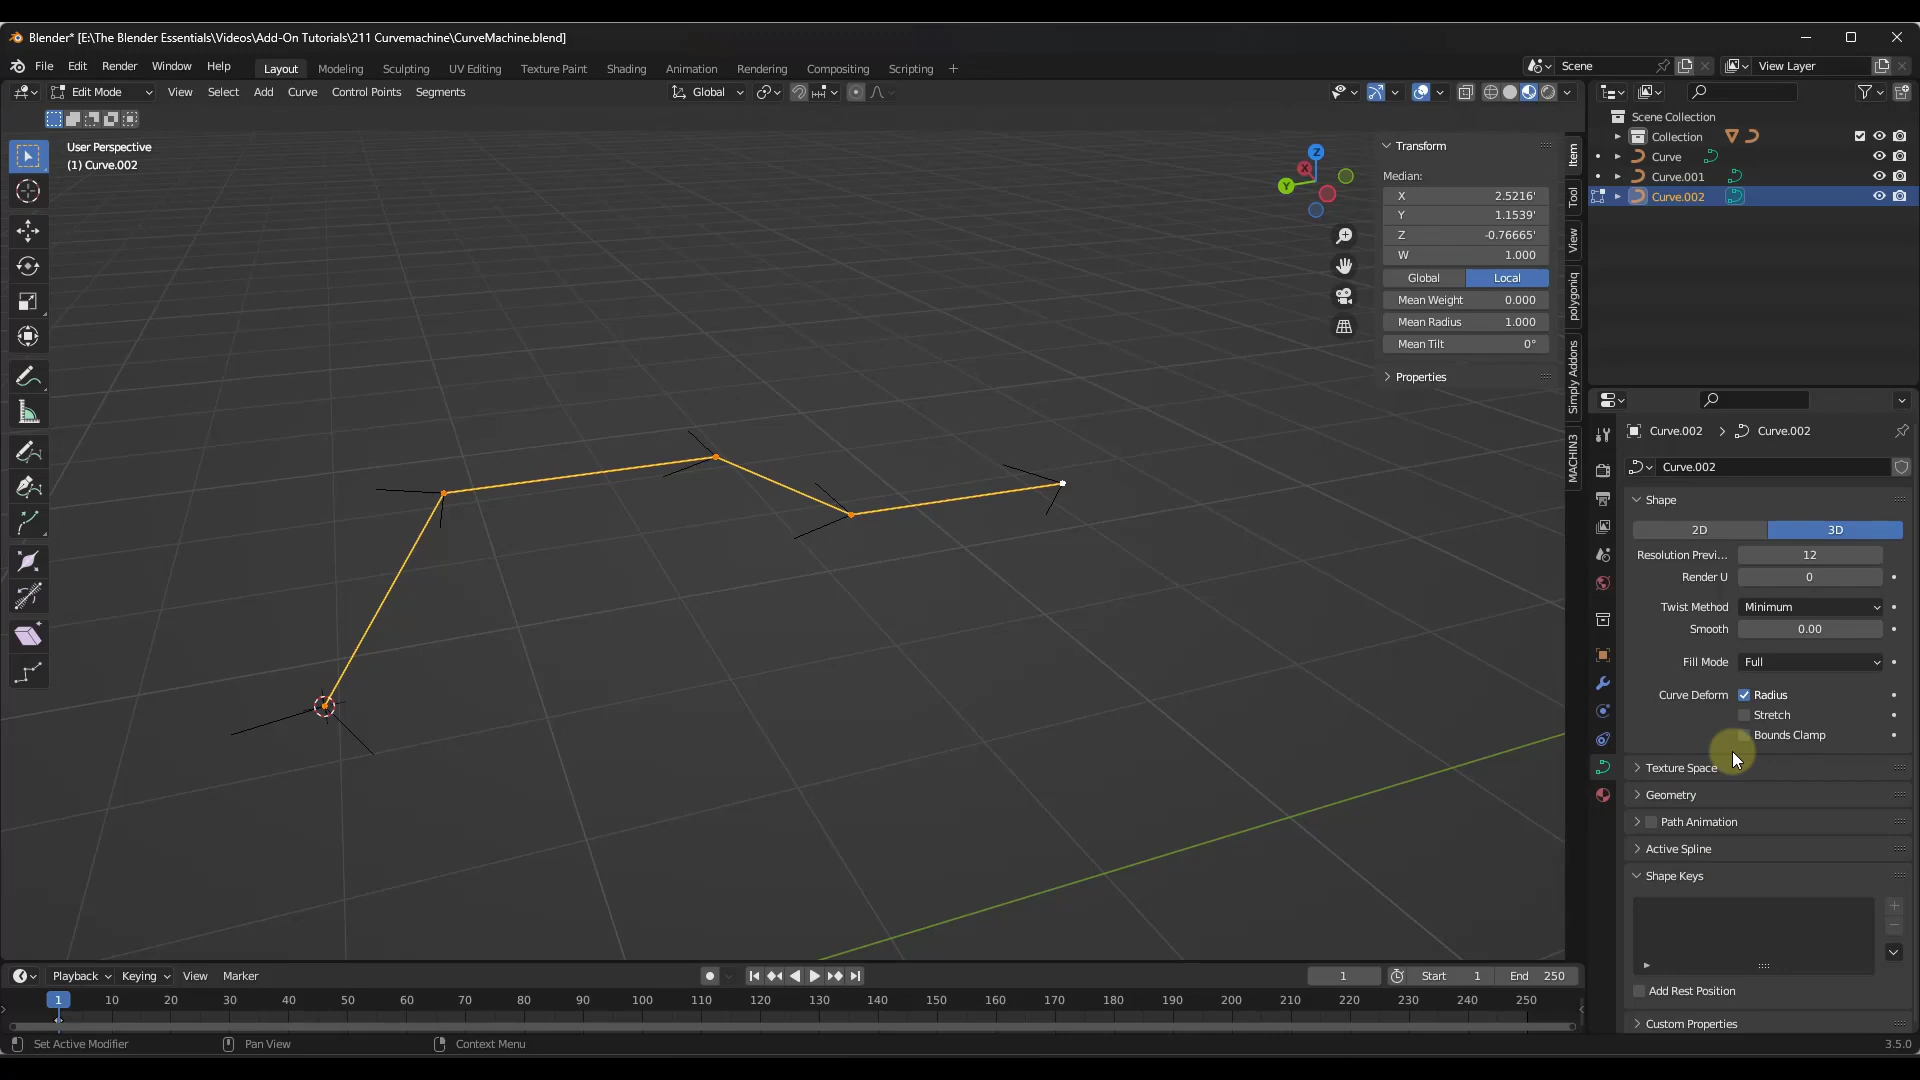 Blender* [E:\The Blender Essentials\Videos\Add-On Tutorials\211 Curvemachine\CurveMachine.blend]
File Edit Render Window Help Layout Modeling Sculpting UV Editing Texture Paint Shading Animation Rendering Compositing Scripting + Scene View Layer
Edit Mode View Select Add Curve Control Points Segments Global
User Perspective
(1) Curve.002
Z
X
Y
Transform
Median:
X 2.5216'
Y 1.1539'
Z -0.76665'
W 1.000
Global Local
Mean Weight 0.000
Mean Radius 1.000
Mean Tilt 0°
Properties
Item
Tool
View
polygoniq
Simply Addons
MACHIN3
Scene Collection
Collection
Curve
Curve.001
Curve.002
Curve.002 > Curve.002
Curve.002
Shape
2D 3D
Resolution Previ... 12
Render U 0
Twist Method Minimum
Smooth 0.00
Fill Mode Full
Curve Deform Radius
Stretch
Bounds Clamp
Texture Space
Geometry
Path Animation
Active Spline
Shape Keys
Add Rest Position
Custom Properties
Playback Keying View Marker 1 Start 1 End 250
1 10 20 30 40 50 60 70 80 90 100 110 120 130 140 150 160 170 180 190 200 210 220 230 240 250
Set Active Modifier Pan View Context Menu 3.5.0